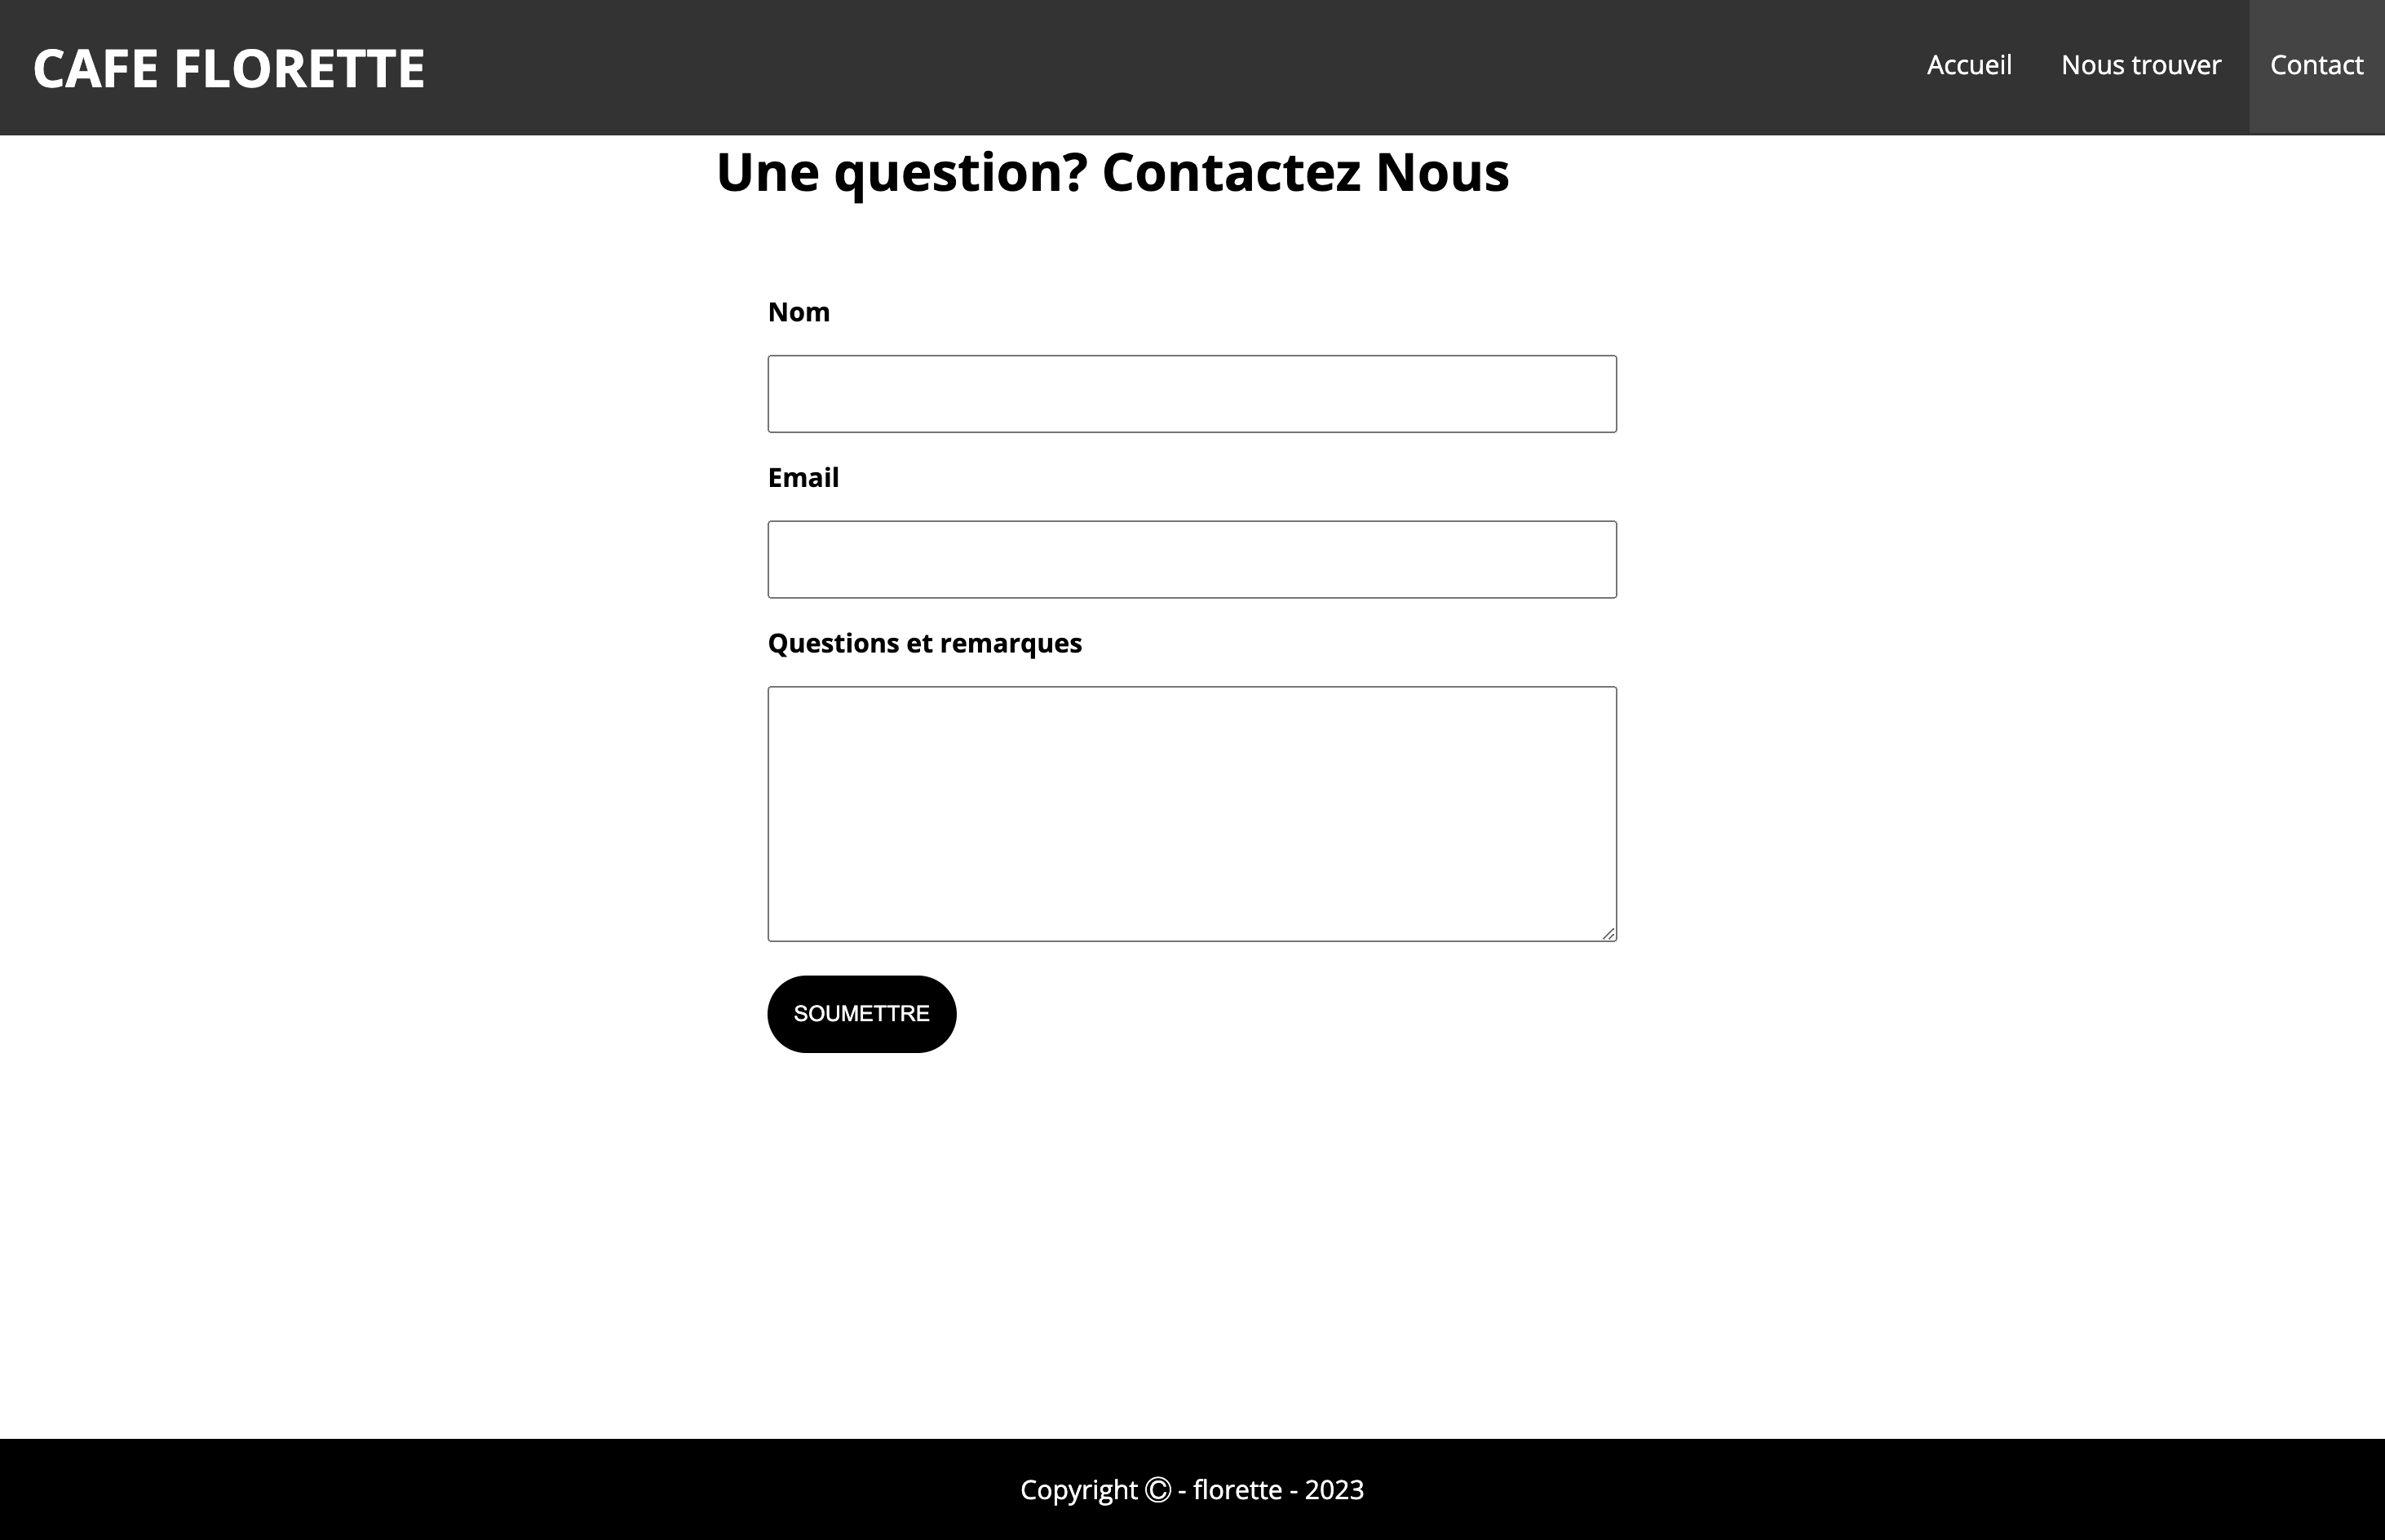 CAFE FLORETTE
Accueil Nous trouver Contact
Une question? Contactez Nous
Nom
Email
Questions et remarques
SOUMETTRE
Copyright Ⓒ - florette - 2023